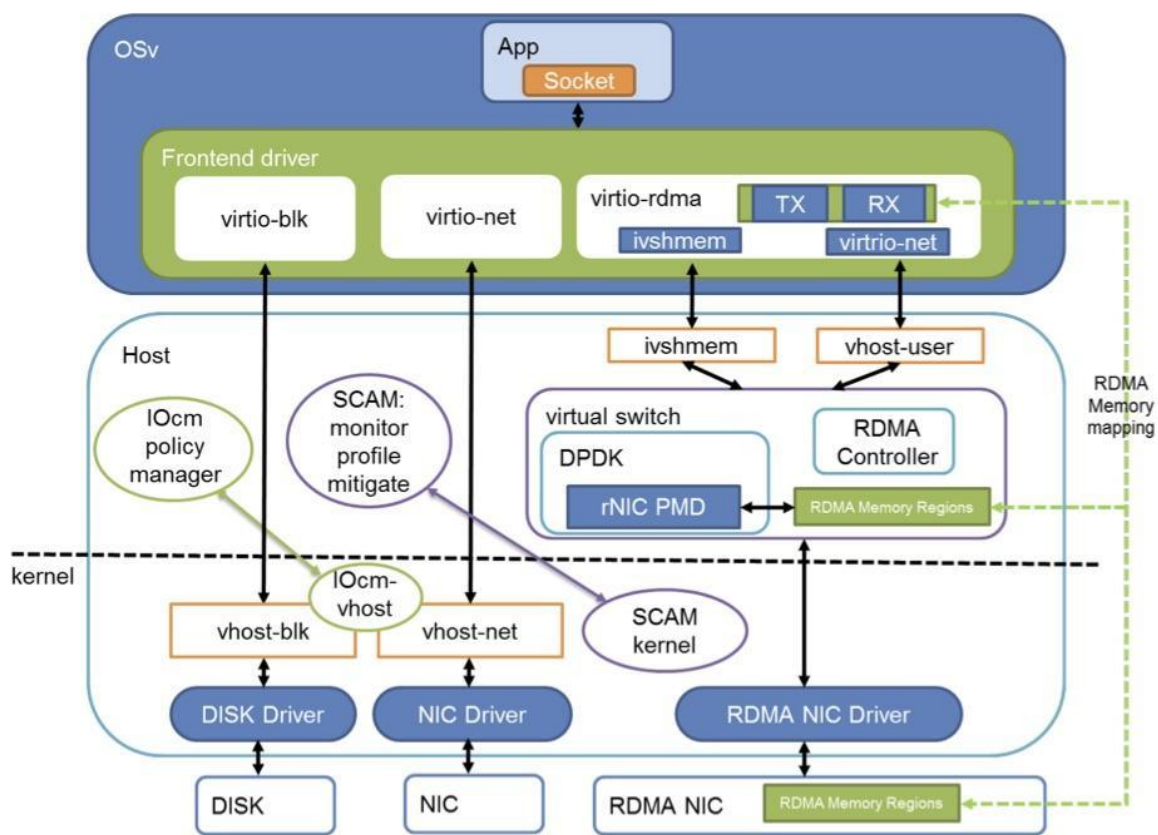 OSv
App
Socket
Frontend driver
virtio-blk
virtio-net
virtio-rdma
TX
RX
ivshmem
virtrio-net
Host
ivshmem
vhost-user
RDMA
Memory
mapping
IOcm
policy
manager
SCAM:
monitor
profile
mitigate
virtual switch
DPDK
rNIC PMD
RDMA
Controller
RDMA Memory Regions
kernel
IOcm-
vhost
vhost-blk
vhost-net
SCAM
kernel
DISK Driver
NIC Driver
RDMA NIC Driver
DISK
NIC
RDMA NIC
RDMA Memory Regions